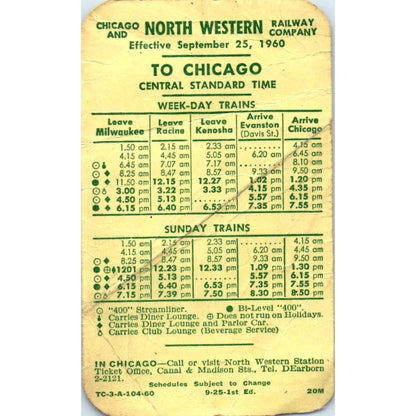 CHICAGO AND NORTH WESTERN RAILWAY COMPANY
Effective September 25, 1960
TO CHICAGO
CENTRAL STANDARD TIME
WEEK-DAY TRAINS
Leave Milwaukee Leave Racine Leave Kenosha Arrive Evanston (Davis St.) Arrive Chicago
1.50 am 2.15 am 2.33 am 4.15 am
4.15 am 4.45 am 5.05 am 6.20 am 6.45 am
6.45 am 7.07 am 7.17 am 8.10 am
8.25 am 8.47 am 8.57 am 9.33 am 9.50 am
11.50 am 12.15 pm 12.27 pm 1.02 pm 1.20 pm
3.00 pm 3.22 pm 3.33 pm 4.15 pm 4.35 pm
4.50 pm 5.13 pm 5.57 pm 6.15 pm
6.15 pm 6.40 pm 6.53 pm 7.35 pm 7.55 pm
SUNDAY TRAINS
1.50 am 2.15 am 2.33 am 4.15 am
4.15 am 4.45 am 5.05 am 6.20 am 6.45 am
8.25 am 8.47 am 8.57 am 9.33 am 9.50 am
⊕1201 12.23 pm 12.33 pm 1.09 pm 1.30 pm
4.50 pm 5.13 pm 5.57 pm 6.15 pm
6.15 pm 6.40 pm 6.53 pm 7.35 pm 7.55 pm
7.15 pm 7.39 pm 7.50 pm 8.30 pm 8.50 pm
"400" Streamliner. ● Bi-Level "400".
Carries Diner Lounge. ⊕ Does not run on Holidays.
♦ Carries Diner Lounge and Parlor Car.
Carries Club Lounge (Beverage Service)
IN CHICAGO—Call or visit North Western Station
Ticket Office, Canal & Madison Sts., Tel. DEarborn
2-2121.
Schedules Subject to Change
TC-3-A-104-60 9-25-1st Ed. 20M